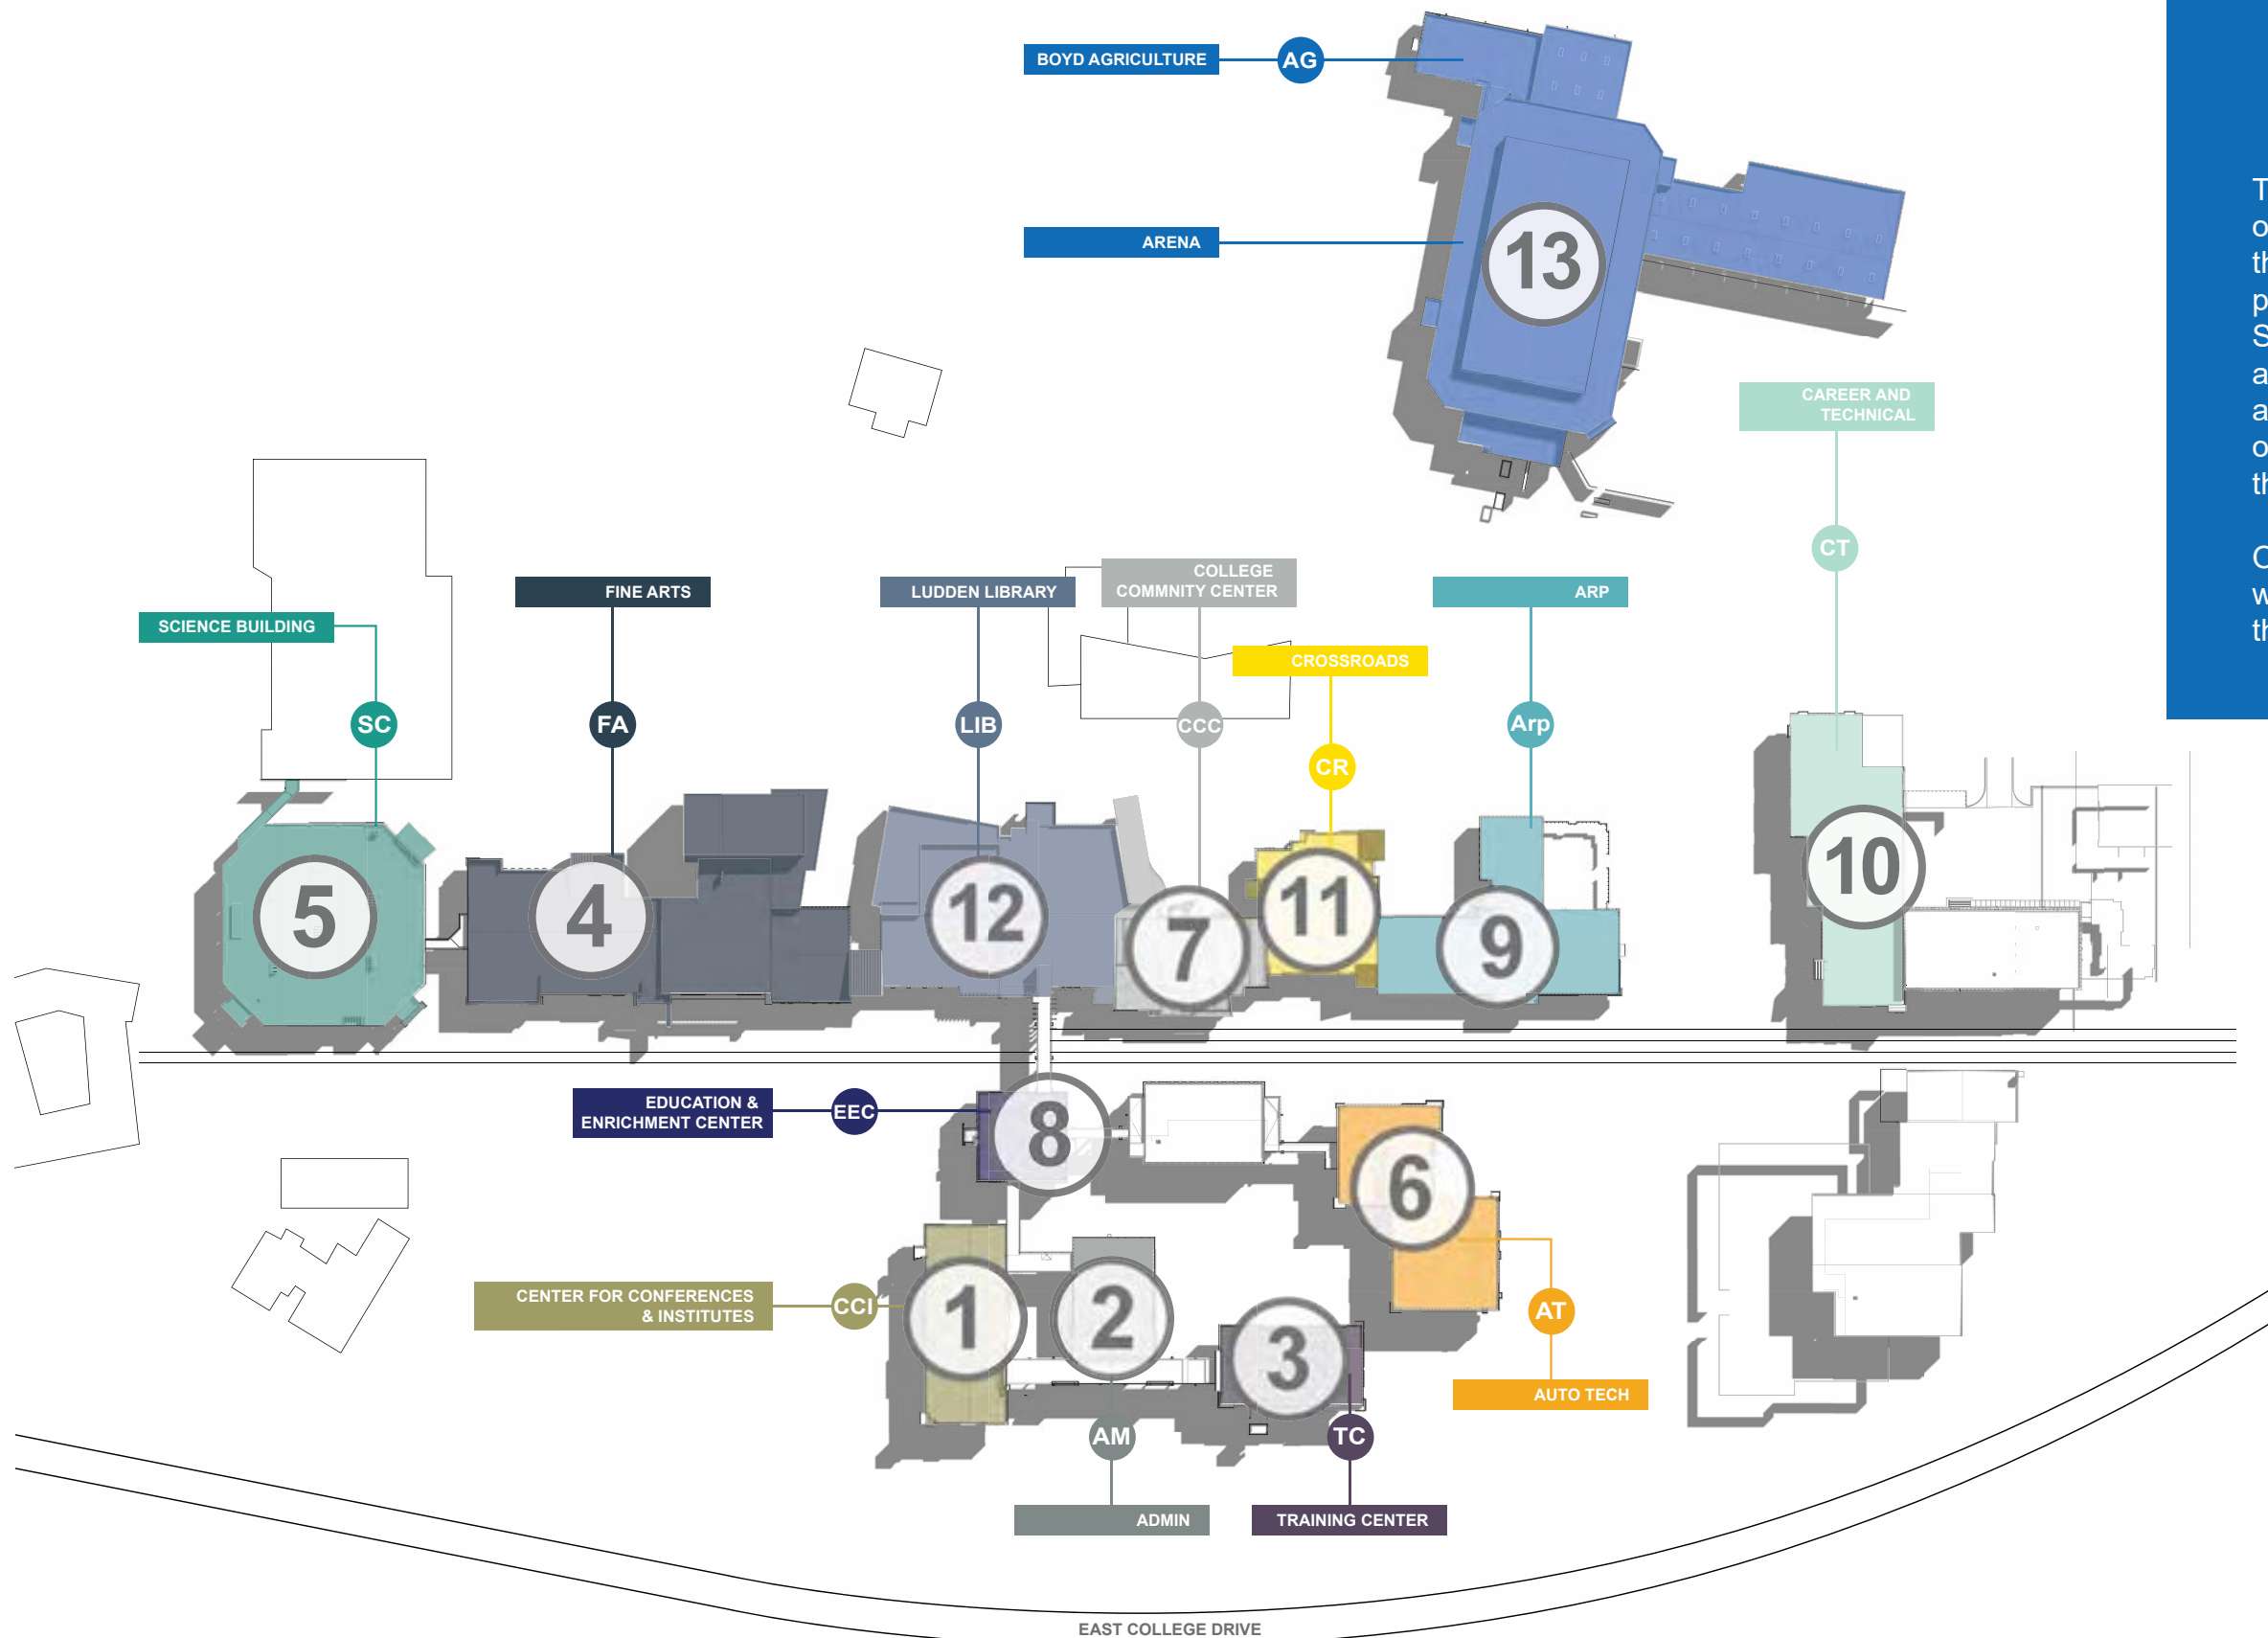 BOYD AGRICULTURE
AG
ARENA
13
CAREER AND
TECHNICAL
CT
COLLEGE
COMMNITY CENTER
FINE ARTS
LUDDEN LIBRARY
ARP
SCIENCE BUILDING
CROSSROADS
SC
FA
LIB
CCC
Arp
CR
5
4
12
7
11
9
10
EDUCATION &
ENRICHMENT CENTER
EEC
8
6
CENTER FOR CONFERENCES
& INSTITUTES
CCI
1
2
3
AT
AUTO TECH
AM
TC
ADMIN
TRAINING CENTER
EAST COLLEGE DRIVE